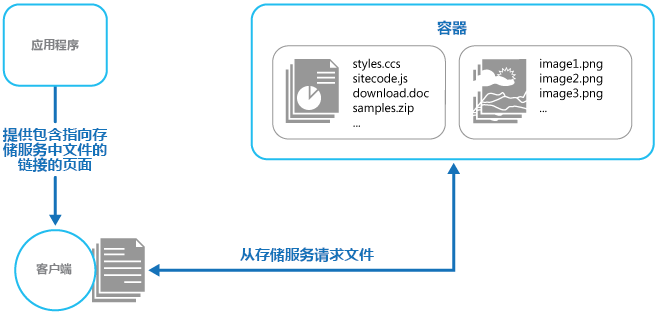 应用程序
容器
styles.ccs
sitecode.js
download.doc
samples.zip
...
image1.png
image2.png
image3.png
...
提供包含指向存
储服务中文件的
链接的页面
从存储服务请求文件
客户端